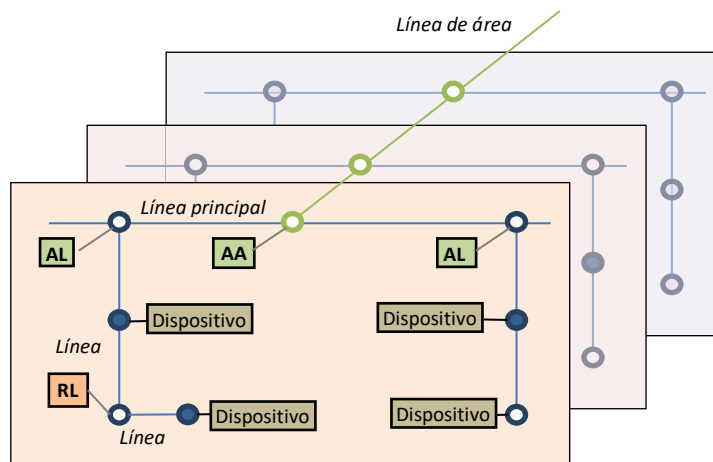 Línea de área
Línea principal
AL
AA
AL
Dispositivo
Dispositivo
Línea
RL
Dispositivo
Dispositivo
Línea